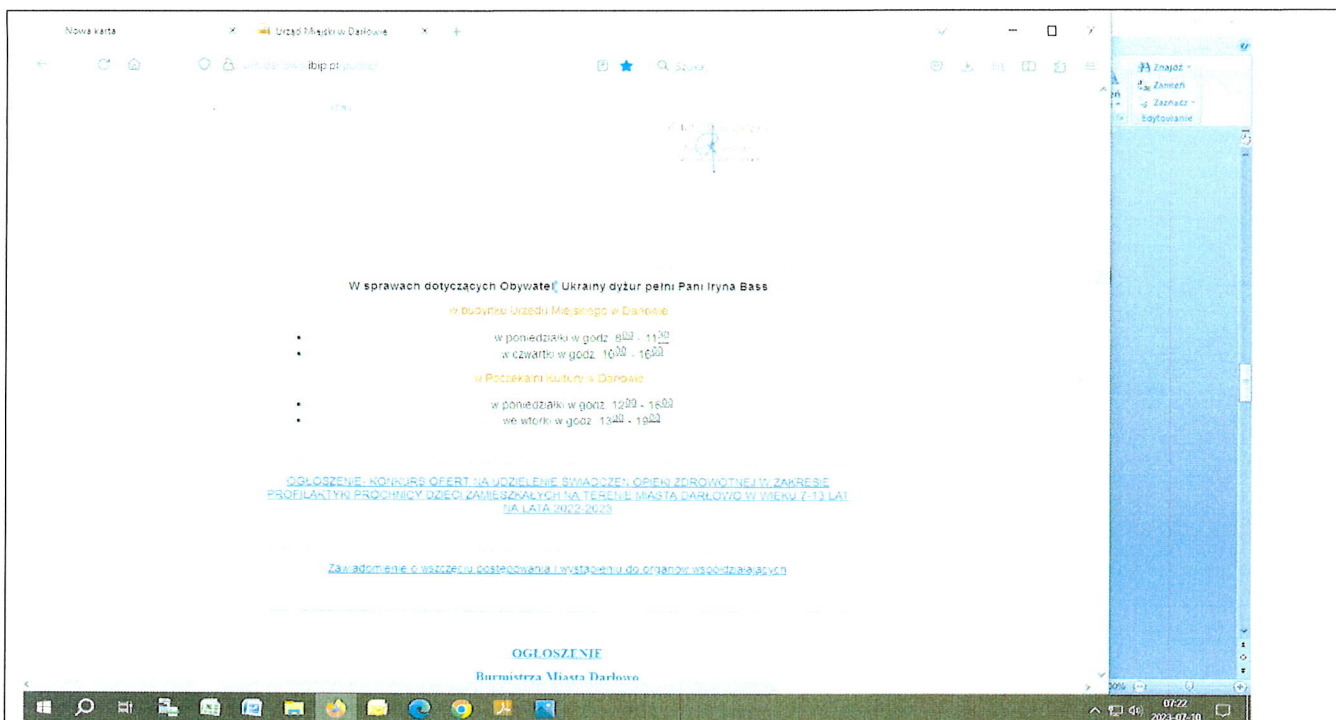 Nowa karta
Urząd Miejski w Darłowie
ibip.pl
Szukaj
Znajdź
Zamień
Zaznacz
Edytowanie
W sprawach dotyczących Obywateli Ukrainy dyżur pełni Pani Iryna Bass
w budynku Urzędu Miejskiego w Darłowie
• w poniedziałki w godz. 8:00 - 11:30
• w czwartki w godz. 10:00 - 16:00
w Poczekalni Kultury w Darłowie
• w poniedziałki w godz. 12:00 - 16:00
• we wtorki w godz. 13:00 - 19:00
OGŁOSZENIE- KONKURS OFERT NA UDZIELENIE ŚWIADCZEŃ OPIEKI ZDROWOTNEJ W ZAKRESIE
PROFILAKTYKI PRÓCHNICY DZIECI ZAMIESZKAŁYCH NA TERENIE MIASTA DARŁOWO W WIEKU 7-13 LAT
NA LATA 2022-2023
Zawiadomienie o wszczęciu postępowania i wystąpieniu do organów współdziałających
OGŁOSZENIE
Burmistrza Miasta Darłowo
07:22
2023-07-10